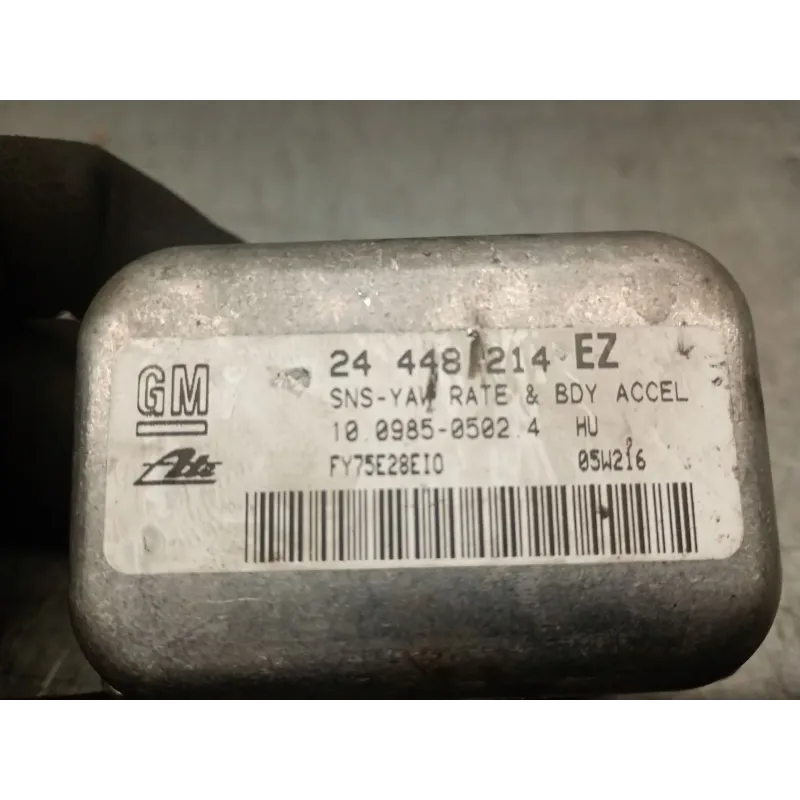 GM
24 448 214 EZ
SNS-YAW RATE & BDY ACCEL
10.0985-0502.4 HU
Ate
FY75E28EI0 05W216